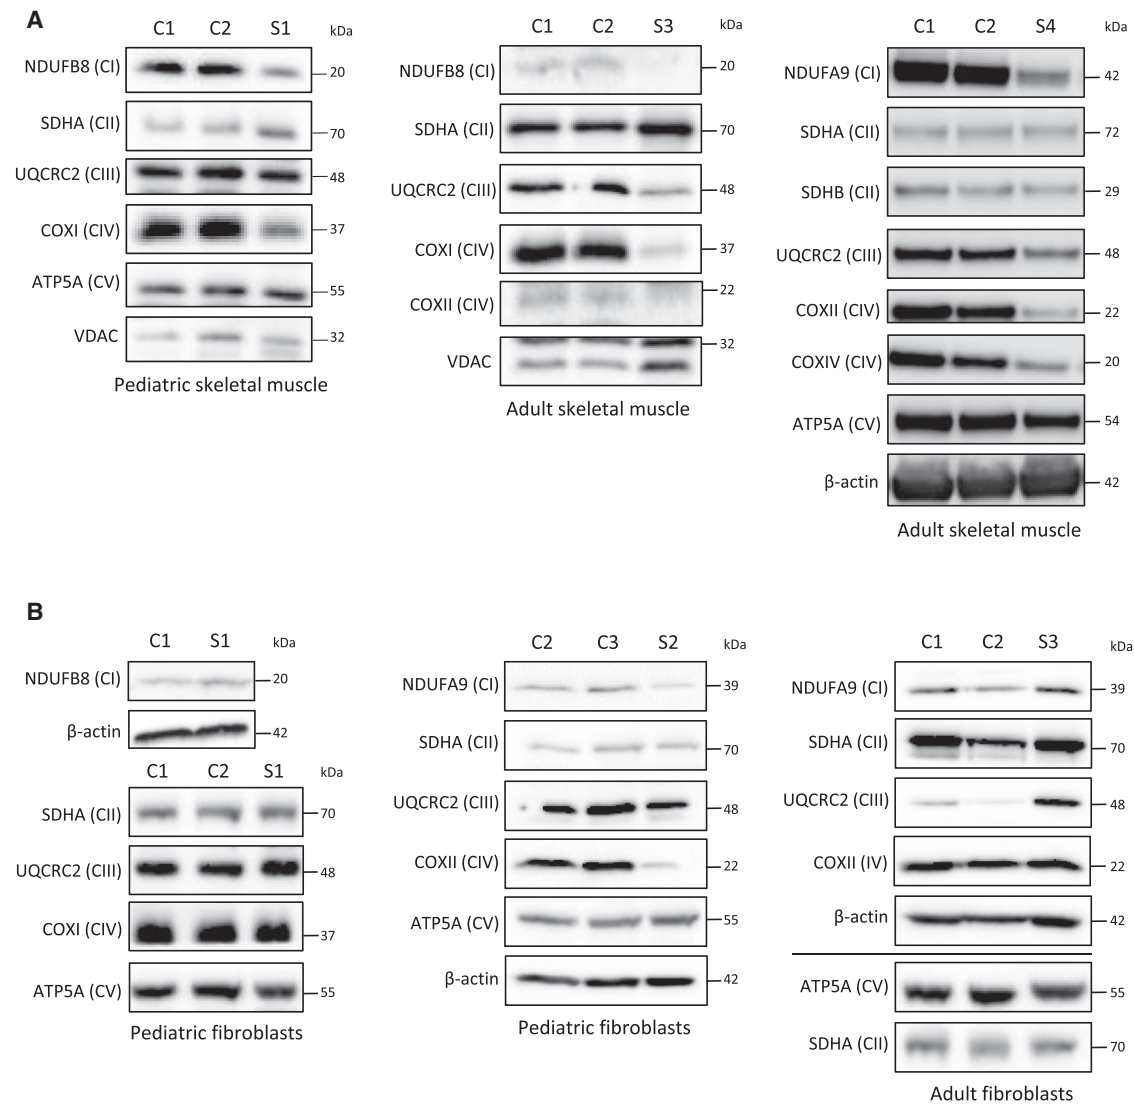 A
C1 C2 S1 kDa
NDUFB8 (CI) 20
SDHA (CII) 70
UQCRC2 (CIII) 48
COXI (CIV) 37
ATP5A (CV) 55
VDAC 32
Pediatric skeletal muscle
C1 C2 S3 kDa
NDUFB8 (CI) 20
SDHA (CII) 70
UQCRC2 (CIII) 48
COXI (CIV) 37
COXII (CIV) 22
VDAC 32
Adult skeletal muscle
C1 C2 S4 kDa
NDUFA9 (CI) 42
SDHA (CII) 72
SDHB (CII) 29
UQCRC2 (CIII) 48
COXII (CIV) 22
COXIV (CIV) 20
ATP5A (CV) 54
β-actin 42
Adult skeletal muscle
B
C1 S1 kDa
NDUFB8 (CI) 20
β-actin 42
C1 C2 S1 kDa
SDHA (CII) 70
UQCRC2 (CIII) 48
COXI (CIV) 37
ATP5A (CV) 55
Pediatric fibroblasts
C2 C3 S2 kDa
NDUFA9 (CI) 39
SDHA (CII) 70
UQCRC2 (CIII) 48
COXII (CIV) 22
ATP5A (CV) 55
β-actin 42
Pediatric fibroblasts
C1 C2 S3 kDa
NDUFA9 (CI) 39
SDHA (CII) 70
UQCRC2 (CIII) 48
COXII (IV) 22
β-actin 42
ATP5A (CV) 55
SDHA (CII) 70
Adult fibroblasts